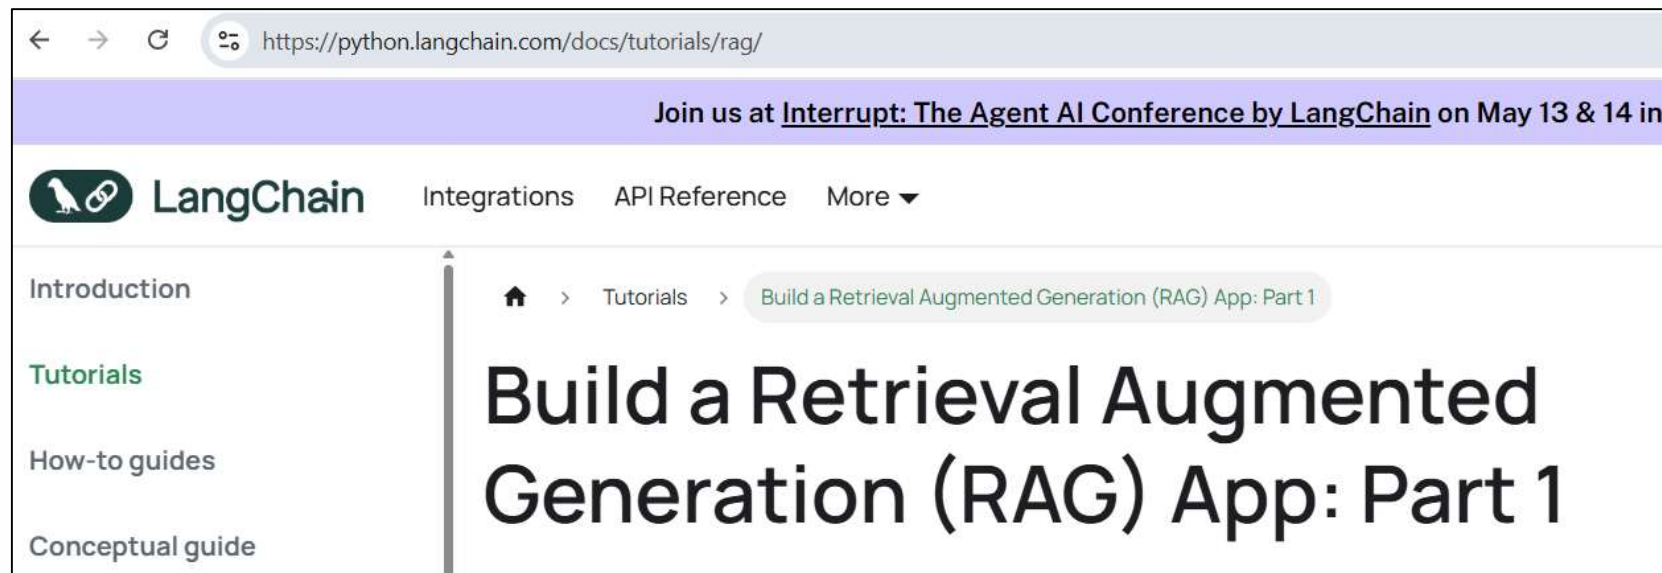 https://python.langchain.com/docs/tutorials/rag/
Join us at Interrupt: The Agent AI Conference by LangChain on May 13 & 14 in
LangChain Integrations API Reference More
Introduction
Tutorials
How-to guides
Conceptual guide
Tutorials > Build a Retrieval Augmented Generation (RAG) App: Part 1
Build a Retrieval Augmented
Generation (RAG) App: Part 1